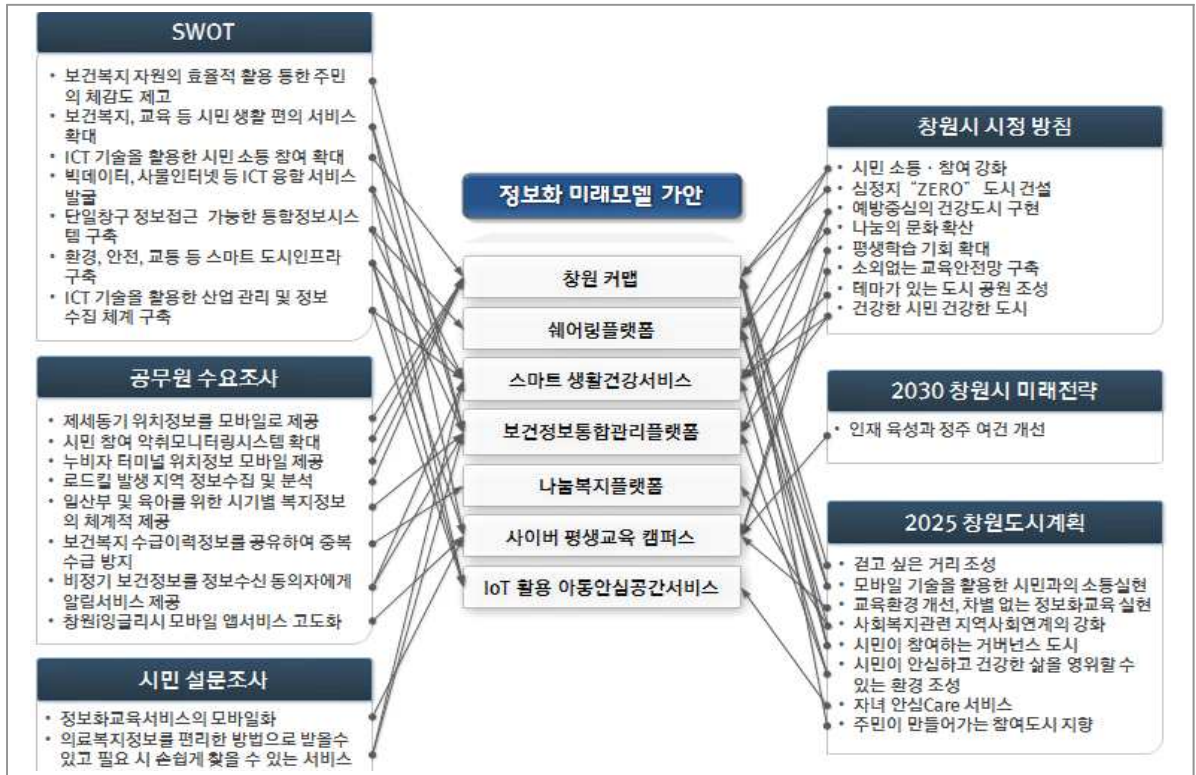 SWOT
• 보건복지 자원의 효율적 활용 통한 주민
의 체감도 제고
• 보건복지, 교육 등 시민 생활 편의 서비스
확대
• ICT 기술을 활용한 시민 소통 참여 확대
• 빅데이터, 사물인터넷 등 ICT 융합 서비스
발굴
• 단일창구 정보접근 가능한 통합정보시스
템 구축
• 환경, 안전, 교통 등 스마트 도시인프라
구축
• ICT 기술을 활용한 산업 관리 및 정보
수집 체계 구축
공무원 수요조사
• 제세동기 위치정보를 모바일로 제공
• 시민 참여 악취모니터링시스템 확대
• 누비자 터미널 위치정보 모바일 제공
• 로드킬 발생 지역 정보수집 및 분석
• 임산부 및 육아를 위한 시기별 복지정보
의 체계적 제공
• 보건복지 수급이력정보를 공유하여 중복
수급 방지
• 비정기 보건정보를 정보수신 동의자에게
알림서비스 제공
• 창원i잉글리시 모바일 앱서비스 고도화
시민 설문조사
• 정보화교육서비스의 모바일화
• 의료복지정보를 편리한 방법으로 받을수
있고 필요 시 손쉽게 찾을 수 있는 서비스
정보화 미래모델 가안
창원 커맵
쉐어링플랫폼
스마트 생활건강서비스
보건정보통합관리플랫폼
나눔복지플랫폼
사이버 평생교육 캠퍼스
IoT 활용 아동안심공간서비스
창원시 시정 방침
• 시민 소통 · 참여 강화
• 심정지 “ZERO” 도시 건설
• 예방중심의 건강도시 구현
• 나눔의 문화 확산
• 평생학습 기회 확대
• 소외없는 교육안전망 구축
• 테마가 있는 도시 공원 조성
• 건강한 시민 건강한 도시
2030 창원시 미래전략
• 인재 육성과 정주 여건 개선
2025 창원도시계획
• 걷고 싶은 거리 조성
• 모바일 기술을 활용한 시민과의 소통실현
• 교육환경 개선, 차별 없는 정보화교육 실현
• 사회복지관련 지역사회연계의 강화
• 시민이 참여하는 거버넌스 도시
• 시민이 안심하고 건강한 삶을 영위할 수
있는 환경 조성
• 자녀 안심Care 서비스
• 주민이 만들어가는 참여도시 지향